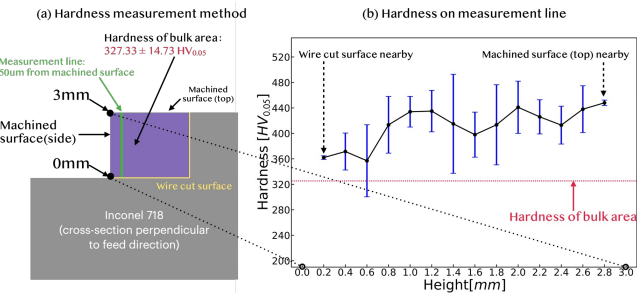 (a) Hardness measurement method
Hardness of bulk area:
327.33 ± 14.73 HV0.05
Measurement line:
50um from machined surface
Machined
surface (top)
3mm
Machined
surface(side)
0mm
Wire cut surface
Inconel 718
(cross-section perpendicular
to feed direction)
(b) Hardness on measurement line
Wire cut surface nearby
Machined surface (top) nearby
Hardness of bulk area
Hardness [HV0.05]
520
480
440
400
360
320
280
240
200
0.0 0.2 0.4 0.6 0.8 1.0 1.2 1.4 1.6 1.8 2.0 2.2 2.4 2.6 2.8 3.0
Height[mm]